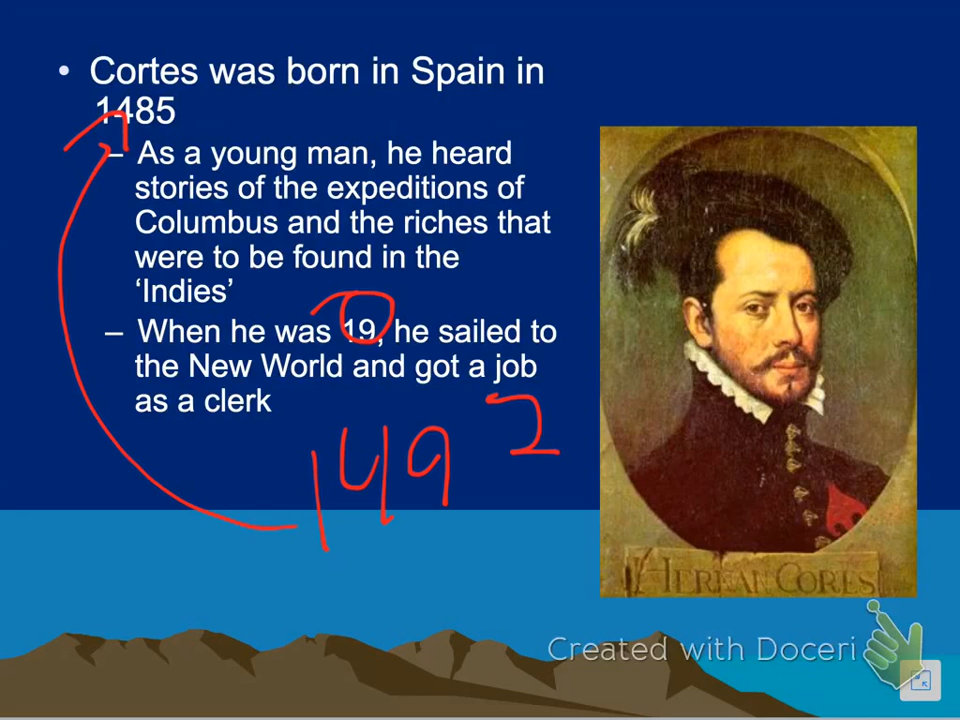 • Cortes was born in Spain in
1485
– As a young man, he heard
stories of the expeditions of
Columbus and the riches that
were to be found in the
‘Indies’
– When he was 19, he sailed to
the New World and got a job
as a clerk
1492
HERNAN CORES
Created with Doceri